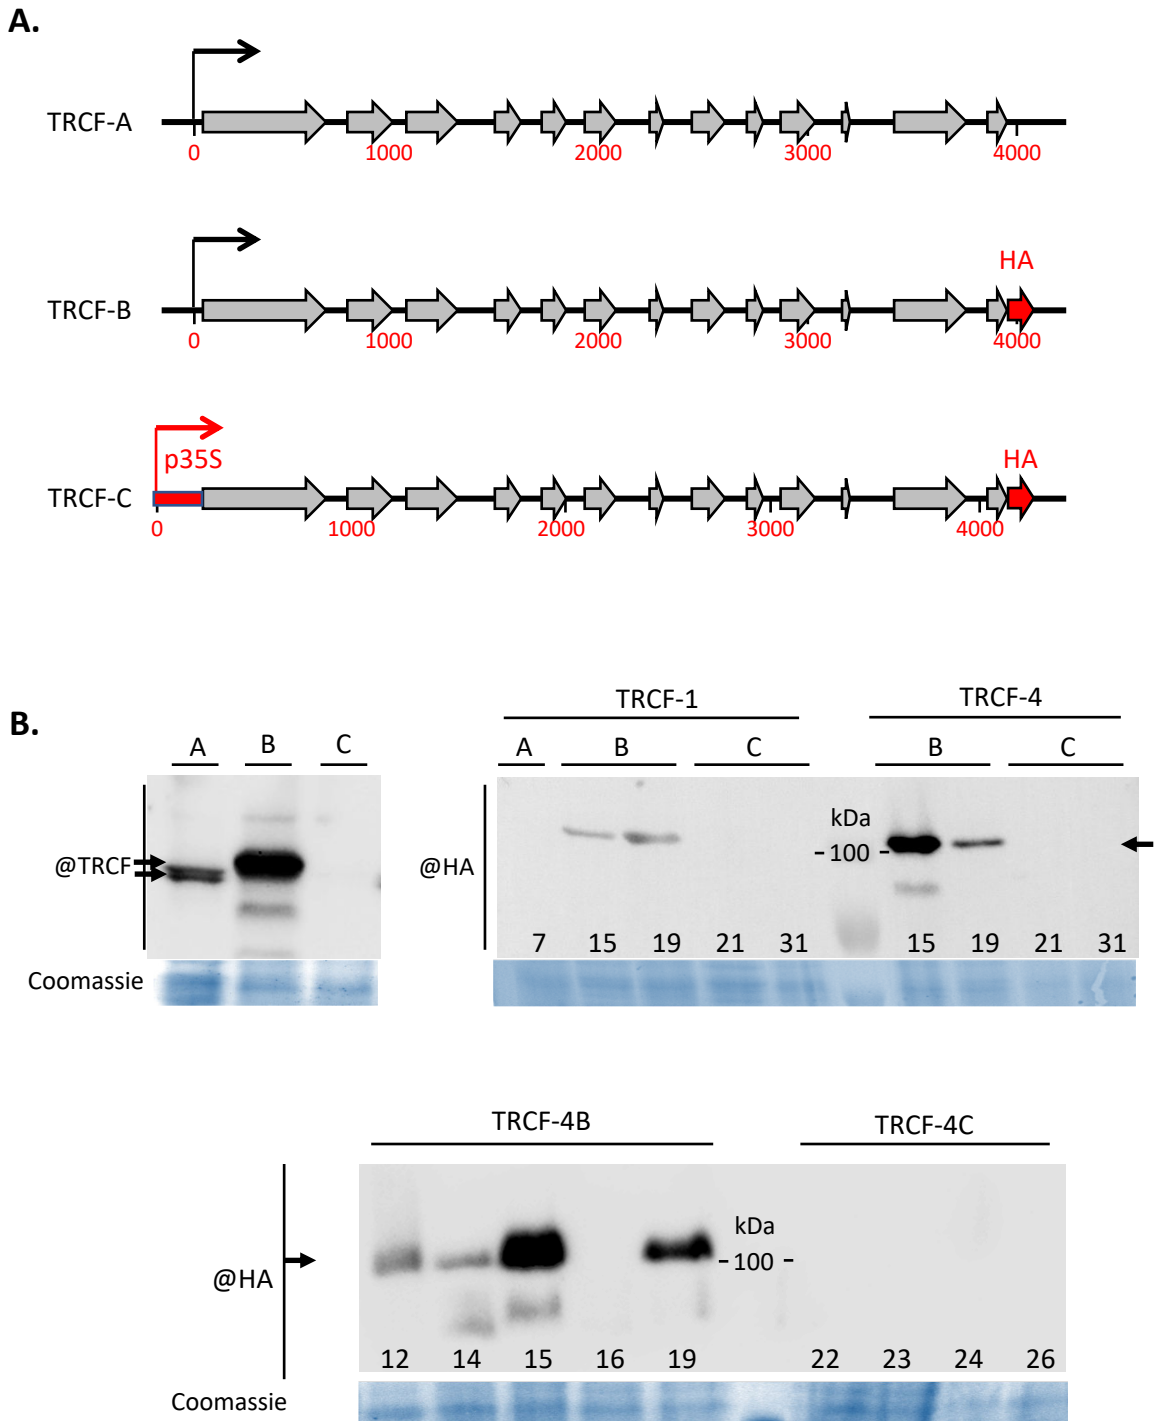 A.
TRCF-A
0 1000 2000 3000 4000
HA
TRCF-B
0 1000 2000 3000 4000
p35S HA
TRCF-C
0 1000 2000 3000 4000
B.
TRCF-1 TRCF-4
A B C A B C B C
kDa
@TRCF @HA - 100 -
7 15 19 21 31 15 19 21 31
Coomassie
TRCF-4B TRCF-4C
kDa
@HA - 100 -
12 14 15 16 19 22 23 24 26
Coomassie